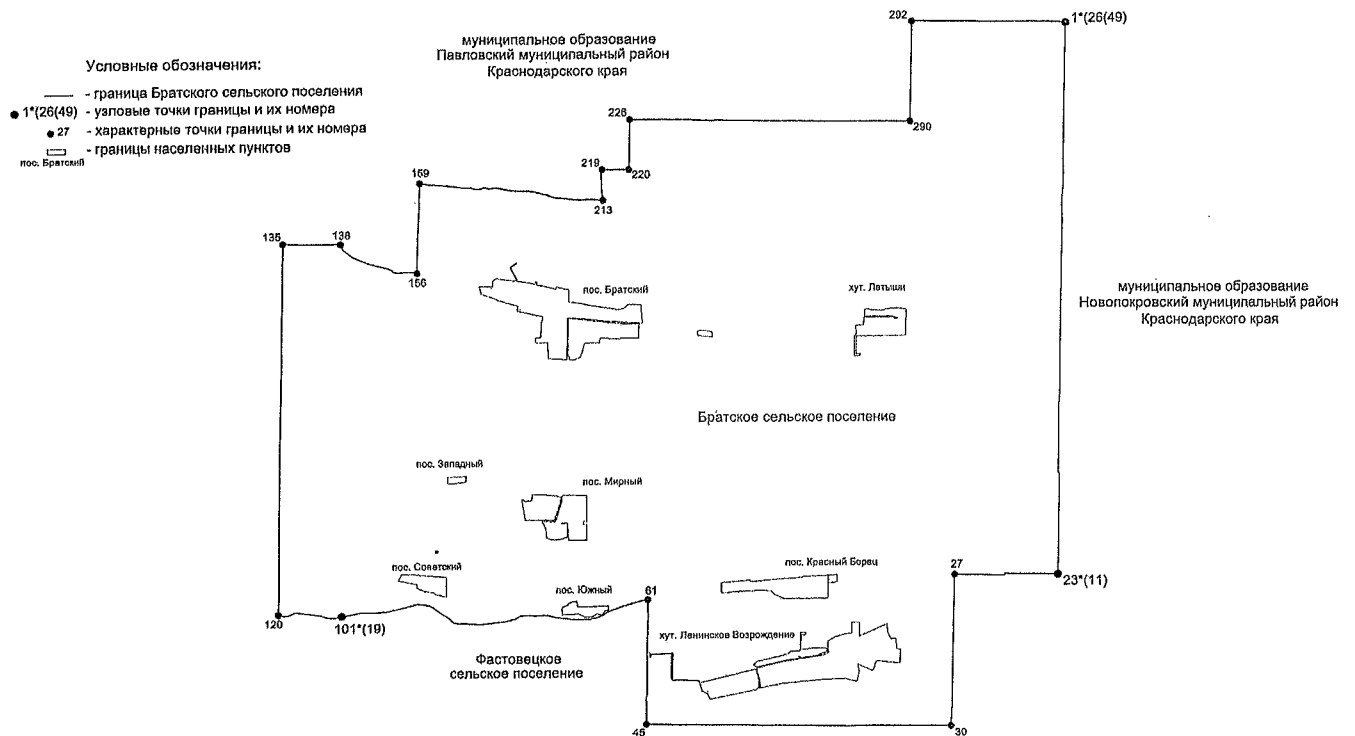 292
1*(26(49)
муниципальное образование
Павловский муниципальный район
Краснодарского края
Условные обозначения:
- граница Братского сельского поселения
1*(26(49) - узловые точки границы и их номера
27 - характерные точки границы и их номера
- границы населенных пунктов
пос. Братский
226
290
219
220
159
213
135
138
156
пос. Братский
хут. Латыши
муниципальное образование
Новопокровский муниципальный район
Краснодарского края
Братское сельское поселение
пос. Западный
пос. Мирный
пос. Советский
пос. Красный Борец
27
23*(11)
пос. Южный
61
120
101*(19)
хут. Ленинское Возрождение
Фастовецкое
сельское поселение
45
30